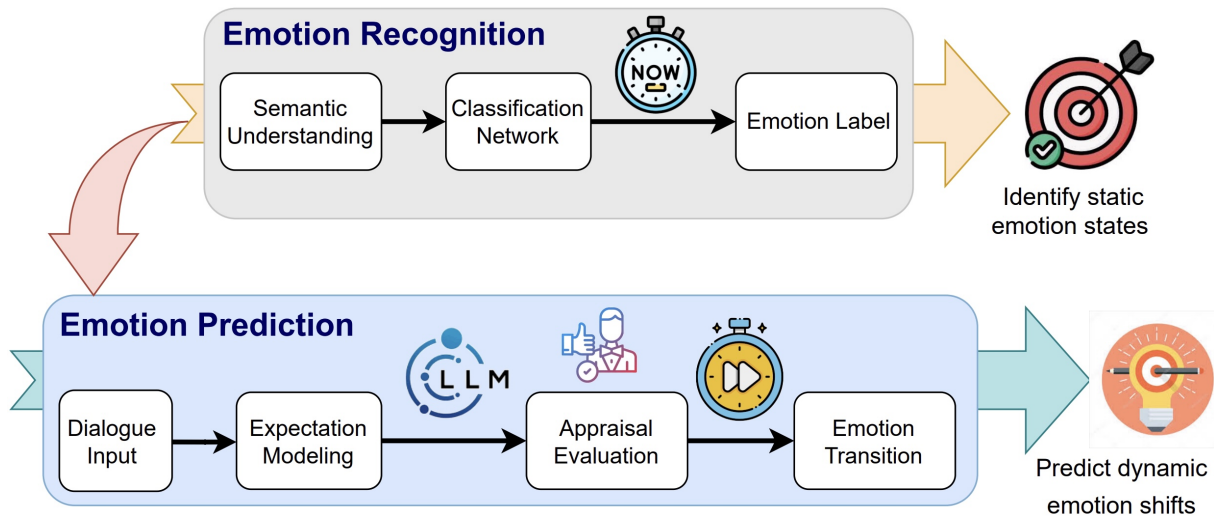 Emotion Recognition
NOW
Semantic
Understanding
Classification
Network
Emotion Label
Identify static
emotion states
Emotion Prediction
LLM
Dialogue
Input
Expectation
Modeling
Appraisal
Evaluation
Emotion
Transition
Predict dynamic
emotion shifts